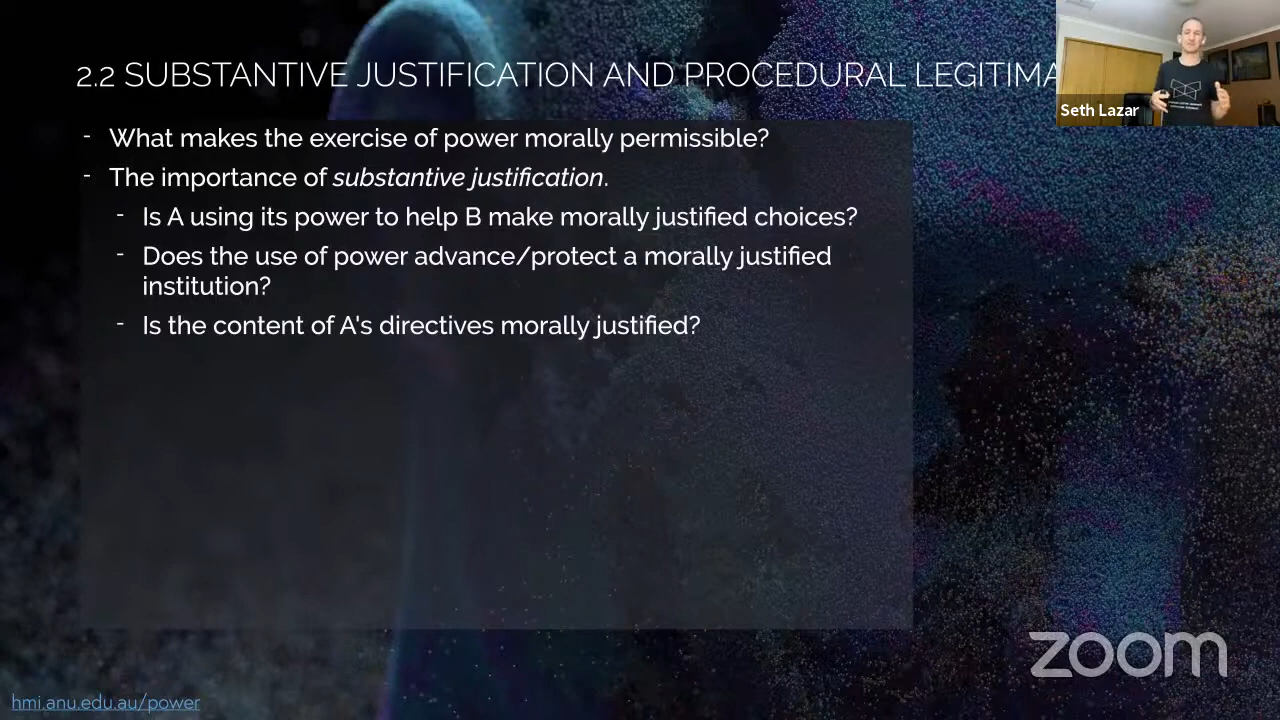 2.2 SUBSTANTIVE JUSTIFICATION AND PROCEDURAL LEGITIMA
Seth Lazar
- What makes the exercise of power morally permissible?
- The importance of substantive justification.
- Is A using its power to help B make morally justified choices?
- Does the use of power advance/protect a morally justified
institution?
- Is the content of A's directives morally justified?
zoom
hmi.anu.edu.au/power